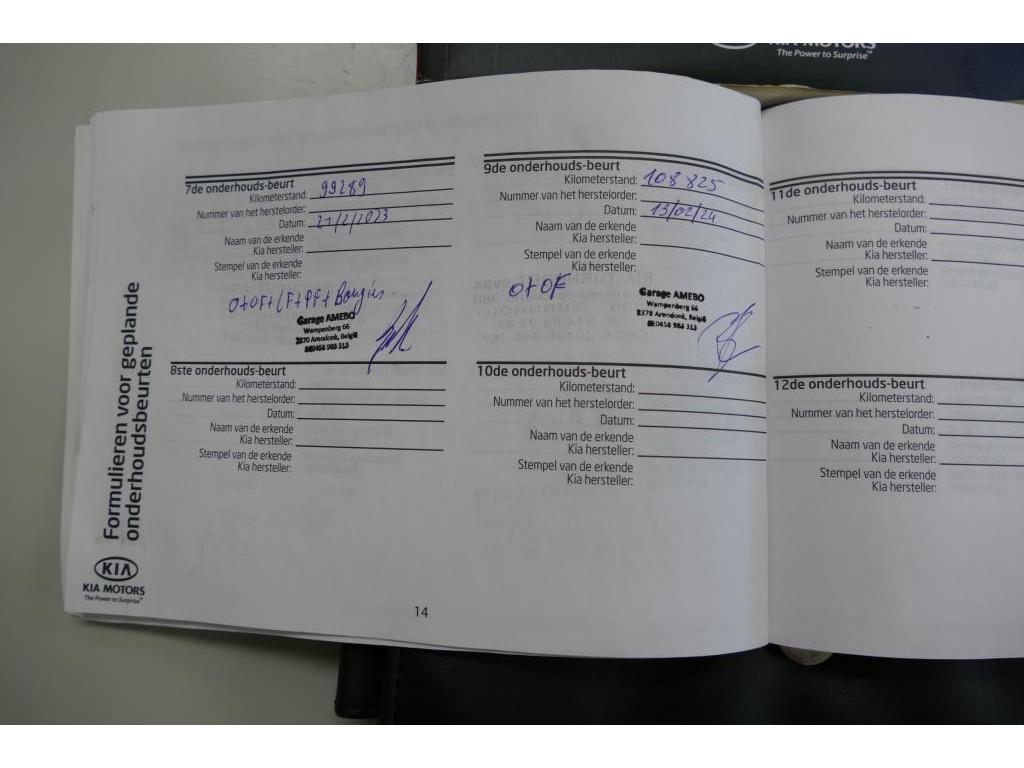 KIA MOTORS
The Power to Surprise™
7de onderhouds-beurt
Kilometerstand: 99289
Nummer van het herstelorder:
Datum: 21/2/2023
Naam van de erkende
Kia hersteller:
Stempel van de erkende
Kia hersteller:
O+OF+LF+PF+Bougies
Garage AMEBO
Wampenberg 66
2370 Arendonk, België
BE0458 983 313
8ste onderhouds-beurt
Kilometerstand:
Nummer van het herstelorder:
Datum:
Naam van de erkende
Kia hersteller:
Stempel van de erkende
Kia hersteller:
9de onderhouds-beurt
Kilometerstand: 108 825
Nummer van het herstelorder:
Datum: 13/02/24
Naam van de erkende
Kia hersteller:
Stempel van de erkende
Kia hersteller:
O+OF
Garage AMEBO
Wampenberg 66
2370 Arendonk, België
BE0458 983 313
10de onderhouds-beurt
Kilometerstand:
Nummer van het herstelorder:
Datum:
Naam van de erkende
Kia hersteller:
Stempel van de erkende
Kia hersteller:
11de onderhouds-beurt
Kilometerstand:
Nummer van het herstelorder:
Datum:
Naam van de erkende
Kia hersteller:
Stempel van de erkende
Kia hersteller:
12de onderhouds-beurt
Kilometerstand:
Nummer van het herstelorder:
Datum:
Naam van de erkende
Kia hersteller:
Stempel van de erkende
Kia hersteller:
Formulieren voor geplande
onderhoudsbeurten
KIA
KIA MOTORS
The Power to Surprise™
14